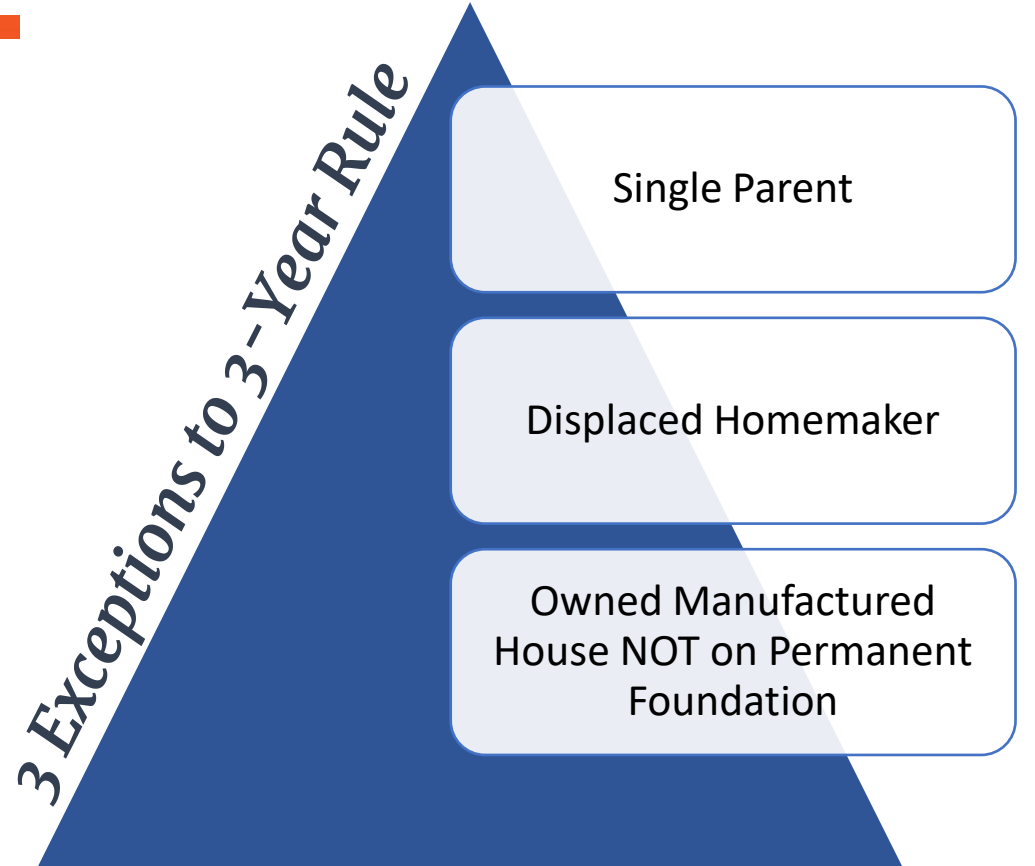 3 Exceptions to 3-Year Rule
Single Parent
Displaced Homemaker
Owned Manufactured
House NOT on Permanent
Foundation